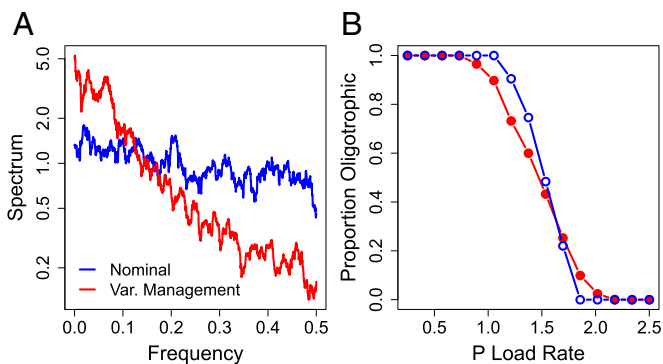 A
Spectrum
5.0
2.0
1.0
0.5
0.2
Nominal
Var. Management
0.0 0.1 0.2 0.3 0.4 0.5
Frequency
B
Proportion Oligotrophic
1.0
0.8
0.6
0.4
0.2
0.0
0.5 1.0 1.5 2.0 2.5
P Load Rate